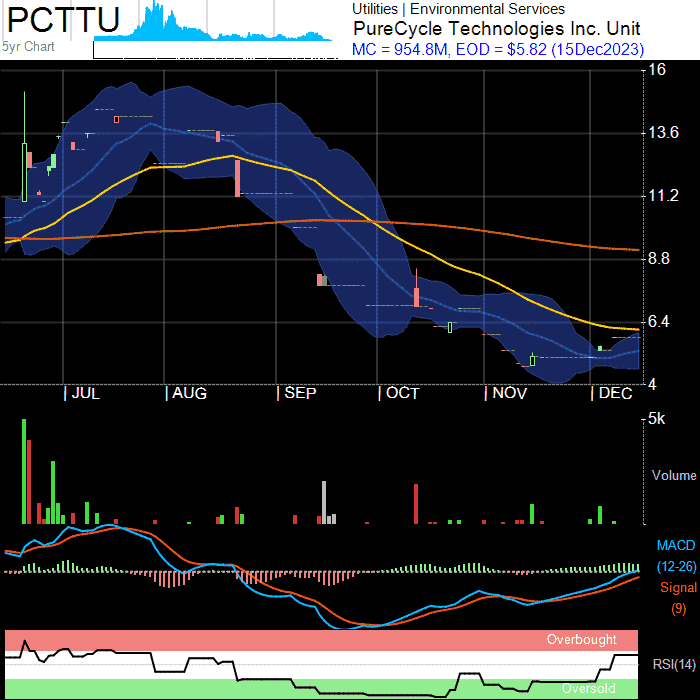 PCTTU
5yr Chart
Utilities | Environmental Services
PureCycle Technologies Inc. Unit
MC = 954.8M, EOD = $5.82 (15Dec2023)
16
13.6
11.2
8.8
6.4
4
| JUL
| AUG
| SEP
| OCT
| NOV
| DEC
5k
Volume
MACD
(12-26)
Signal
(9)
Overbought
RSI(14)
Oversold